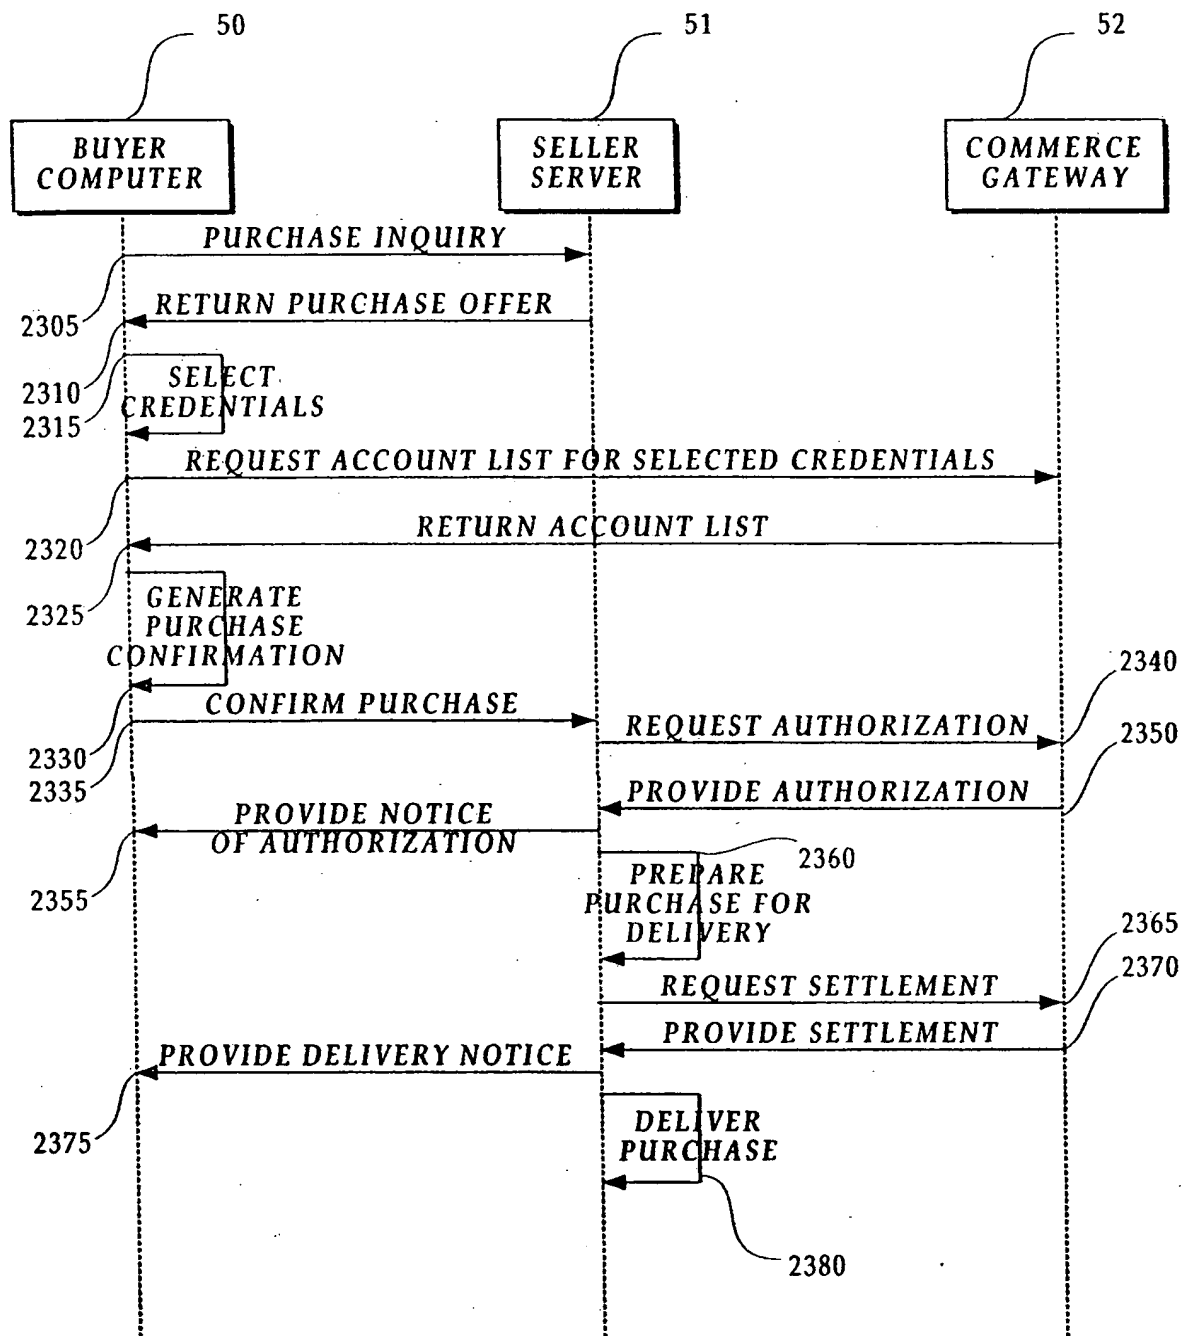 50
51
52
BUYER
COMPUTER
SELLER
SERVER
COMMERCE
GATEWAY
PURCHASE INQUIRY
2305
RETURN PURCHASE OFFER
2310
SELECT
CREDENTIALS
2315
REQUEST ACCOUNT LIST FOR SELECTED CREDENTIALS
2320
RETURN ACCOUNT LIST
2325
GENERATE
PURCHASE
CONFIRMATION
2330
CONFIRM PURCHASE
2335
REQUEST AUTHORIZATION
2340
PROVIDE AUTHORIZATION
2350
PROVIDE NOTICE
OF AUTHORIZATION
2355
2360
PREPARE
PURCHASE FOR
DELIVERY
REQUEST SETTLEMENT
2365
PROVIDE SETTLEMENT
2370
PROVIDE DELIVERY NOTICE
2375
DELIVER
PURCHASE
2380